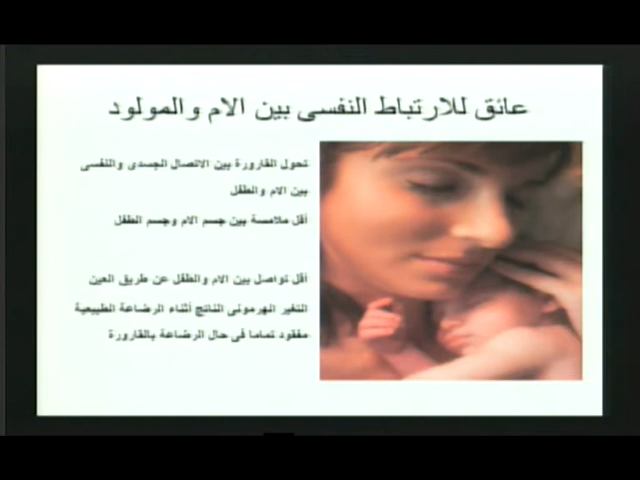 عائق للارتباط النفسى بين الام والمولود
تحول القارورة بين الاتصال الجسدى والنفسى
بين الام والطفل
أقل ملامسة بين جسم الام وجسم الطفل
أقل تواصل بين الام والطفل عن طريق العين
التغير الهرمونى الناتج أثناء الرضاعة الطبيعية
مفقود تماما فى حال الرضاعة بالقارورة